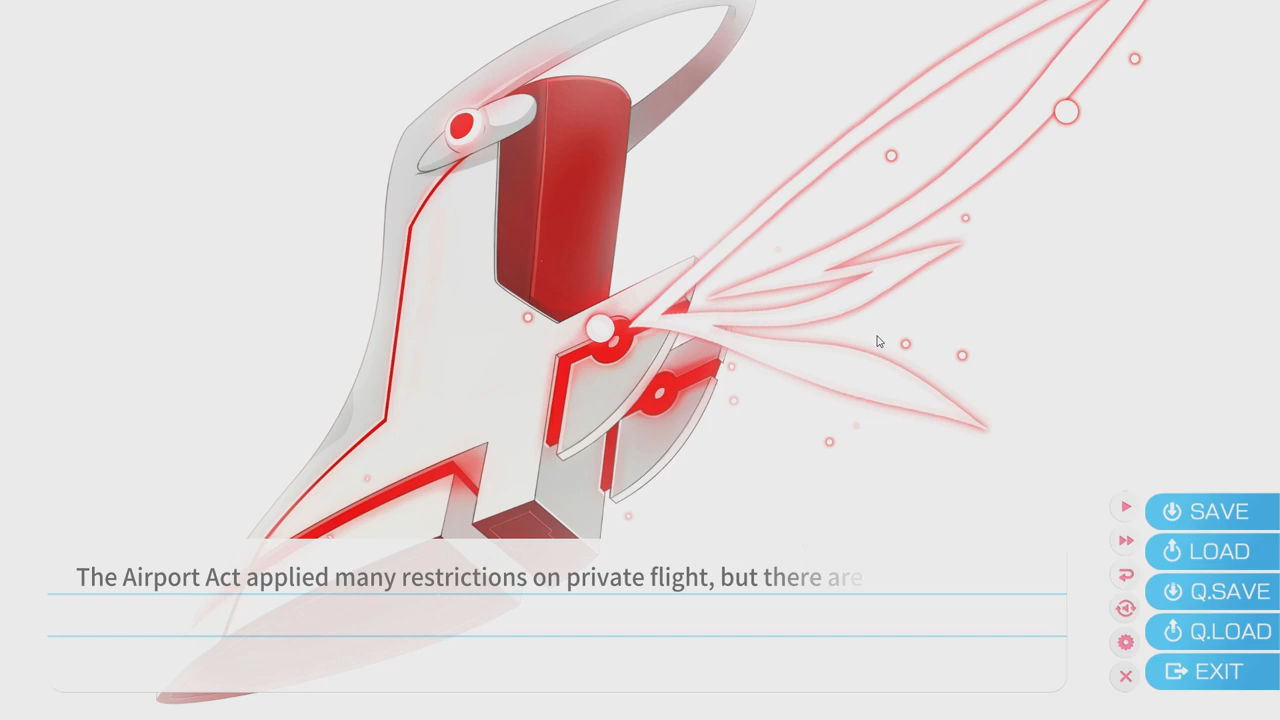 The Airport Act applied many restrictions on private flight, but there are
SAVE
LOAD
Q.SAVE
Q.LOAD
EXIT